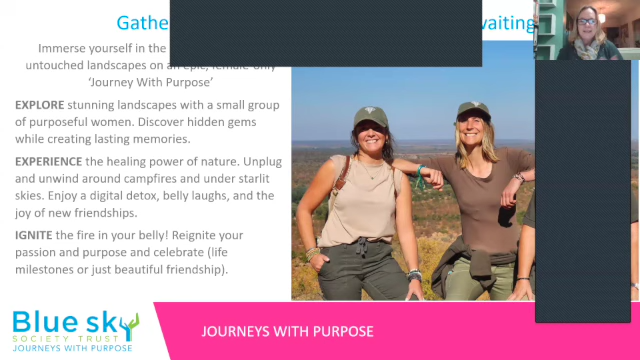 Gathe
waiting
Immerse yourself in the
untouched landscapes on an epic, female-only
‘Journey With Purpose’
EXPLORE stunning landscapes with a small group
of purposeful women. Discover hidden gems
while creating lasting memories.
EXPERIENCE the healing power of nature. Unplug
and unwind around campfires and under starlit
skies. Enjoy a digital detox, belly laughs, and the
joy of new friendships.
IGNITE the fire in your belly! Reignite your
passion and purpose and celebrate (life
milestones or just beautiful friendship).
Blue sky
SOCIETY TRUST
JOURNEYS WITH PURPOSE
JOURNEYS WITH PURPOSE